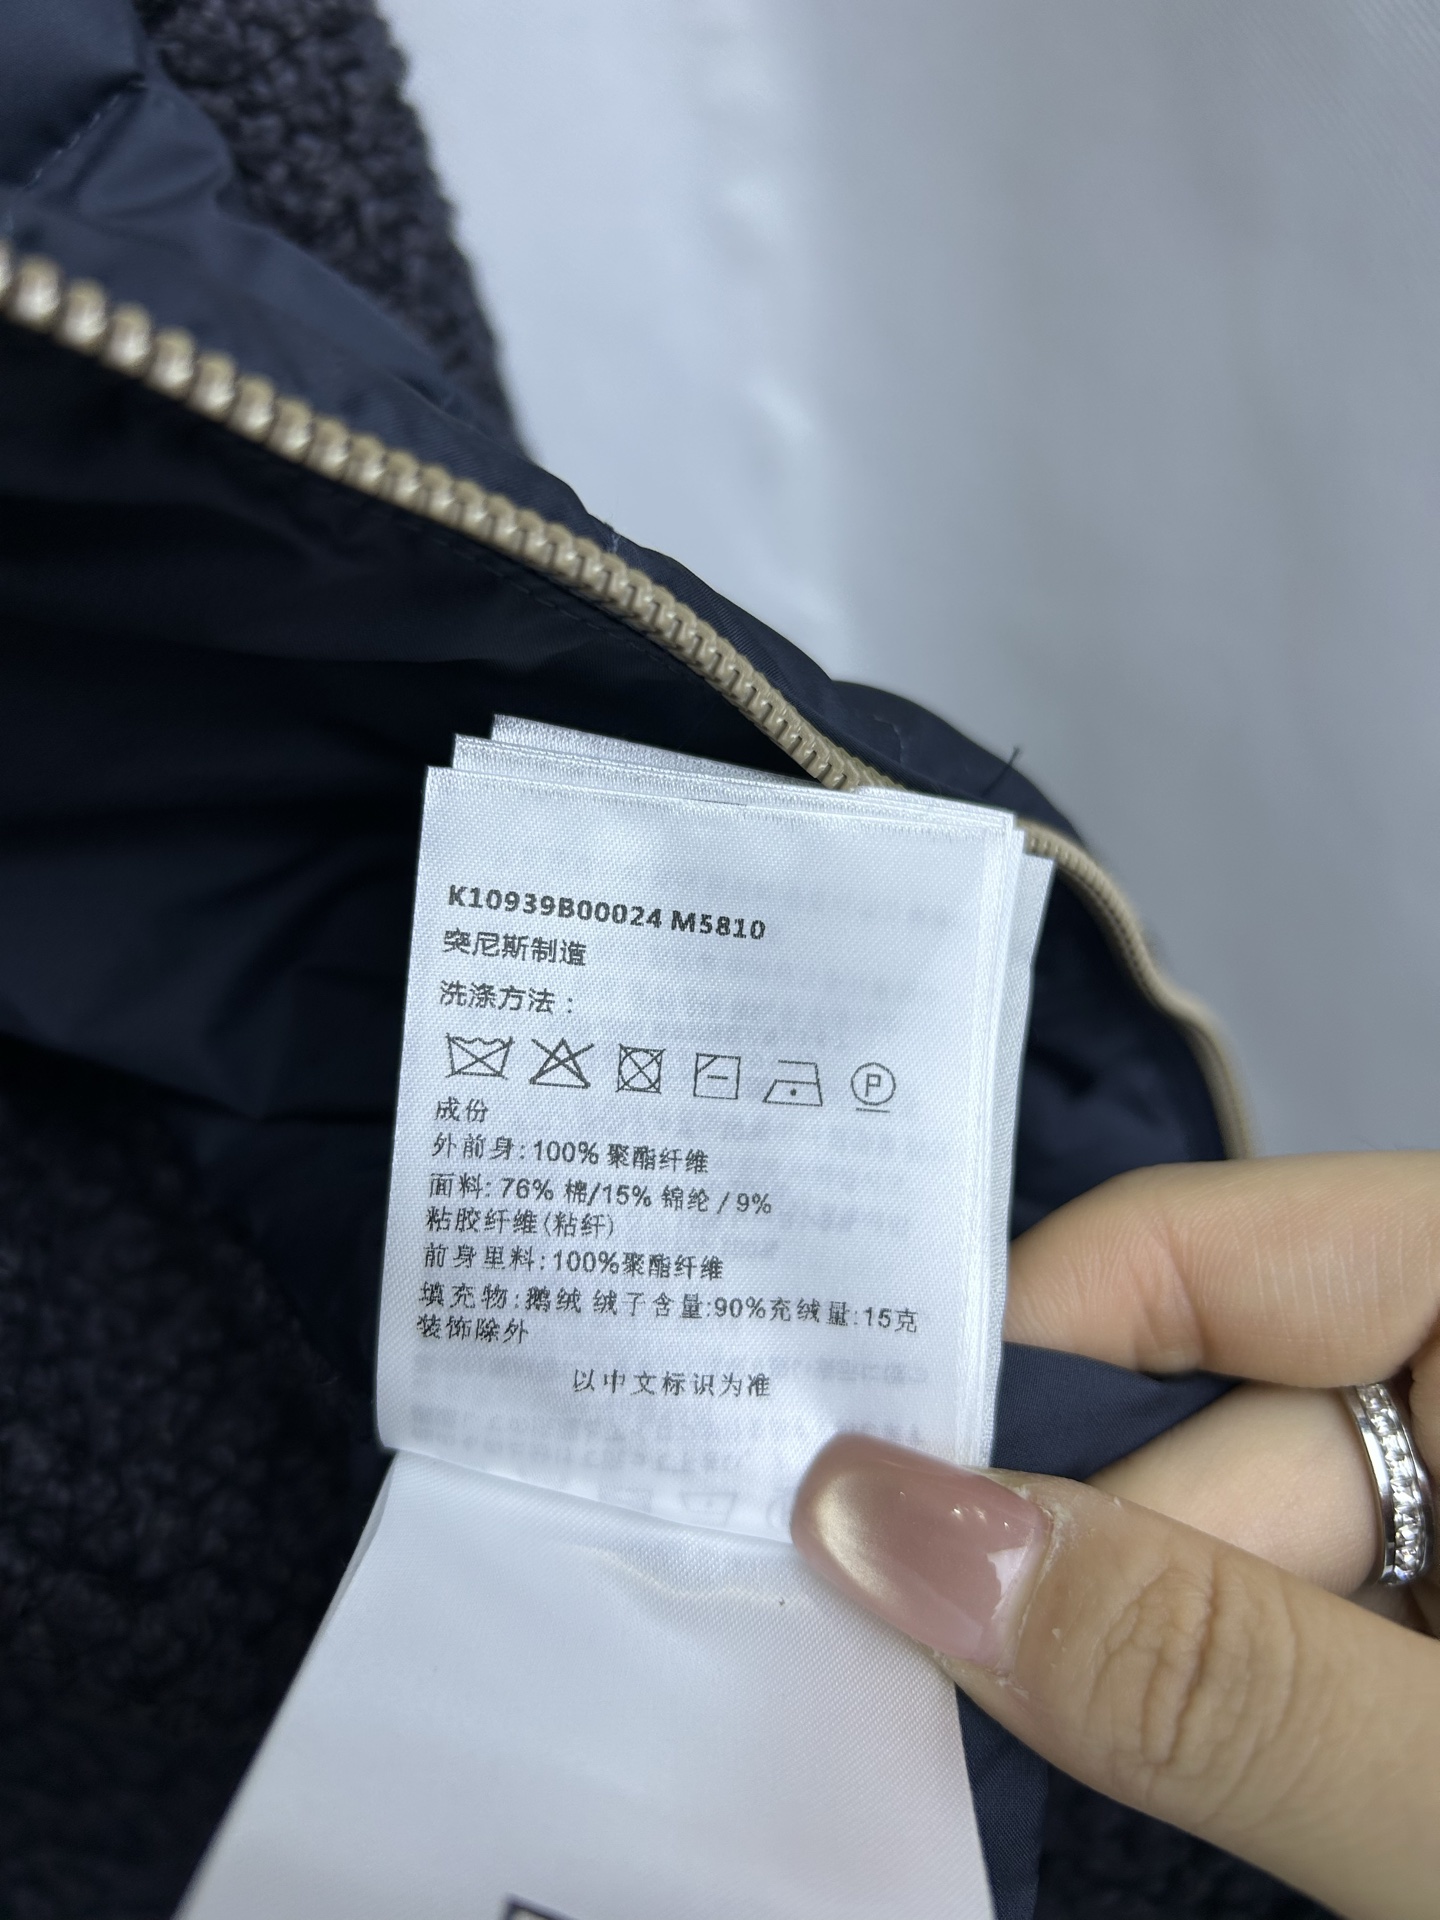 K10939B00024 M5810
突尼斯制造
洗涤方法：
P
成份
外前身:100% 聚酯纤维
面料: 76% 棉/15% 锦纶 / 9%
粘胶纤维(粘纤)
前身里料:100%聚酯纤维
填充物:鹅绒 绒子含量:90%充绒量:15克
装饰除外
以中文标识为准